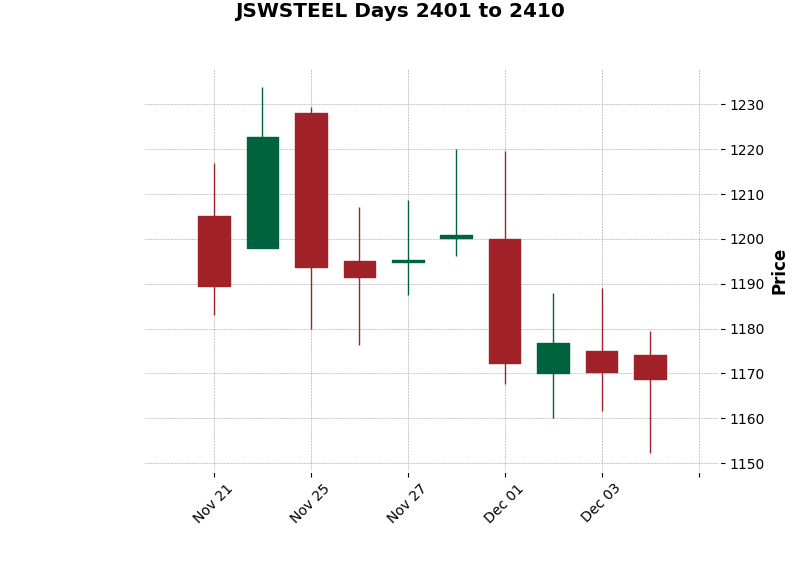 JSWSTEEL Days 2401 to 2410
1230
1220
1210
1200
1190
1180
1170
1160
1150
Price
Nov 21
Nov 25
Nov 27
Dec 01
Dec 03